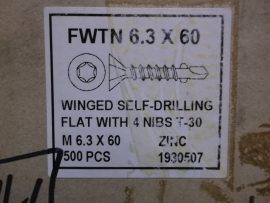 FWTN 6.3 X 60
WINGED SELF-DRILLING
FLAT WITH 4 NIBS T-30
M 6.3 X 60 ZINC
500 PCS 1930507